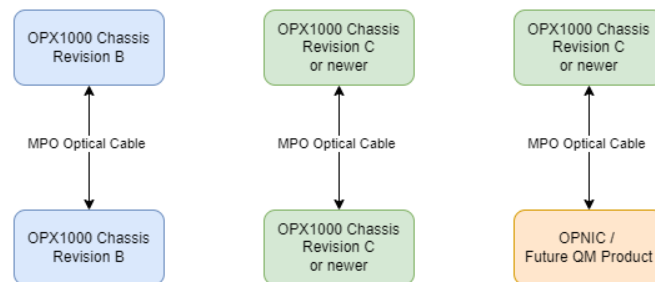 OPX1000 Chassis
Revision B
OPX1000 Chassis
Revision C
or newer
OPX1000 Chassis
Revision C
or newer
MPO Optical Cable
MPO Optical Cable
MPO Optical Cable
OPX1000 Chassis
Revision B
OPX1000 Chassis
Revision C
or newer
OPNIC /
Future QM Product